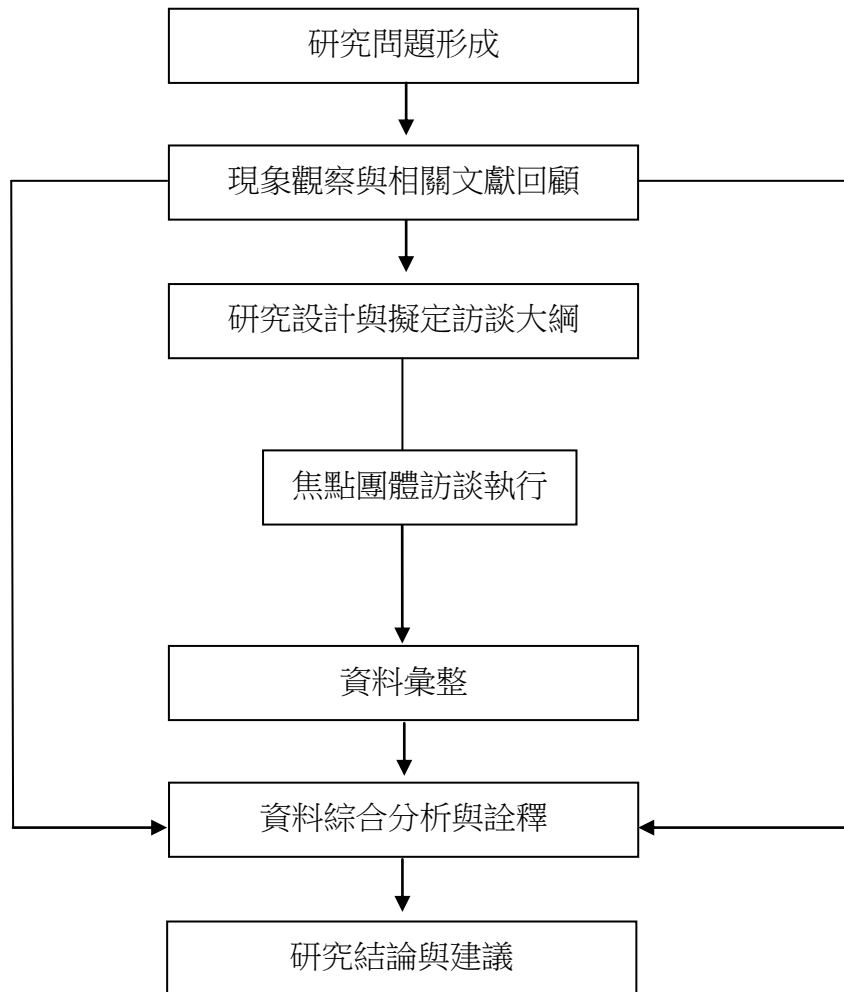 研究問題形成
現象觀察與相關文獻回顧
研究設計與擬定訪談大綱
焦點團體訪談執行
資料彙整
資料綜合分析與詮釋
研究結論與建議